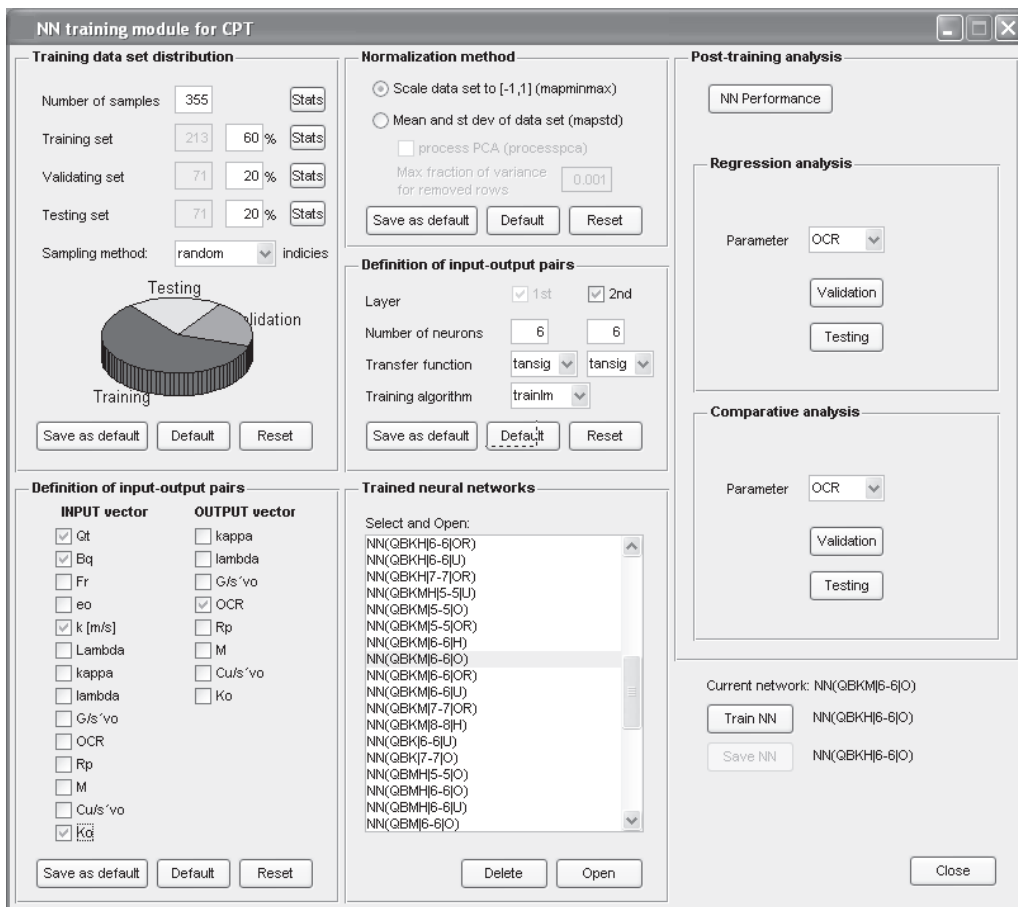 NN training module for CPT
Training data set distribution
Number of samples 355 Stats
Training set 213 60 % Stats
Validating set 71 20 % Stats
Testing set 71 20 % Stats
Sampling method: random indicies
Testing
Validation
Training
Save as default Default Reset
Normalization method
Scale data set to [-1,1] (mapminmax)
Mean and st dev of data set (mapstd)
process PCA (processpca)
Max fraction of variance
for removed rows 0.001
Save as default Default Reset
Definition of input-output pairs
Layer 1st 2nd
Number of neurons 6 6
Transfer function tansig tansig
Training algorithm trainlm
Save as default Default Reset
Post-training analysis
NN Performance
Regression analysis
Parameter OCR
Validation
Testing
Comparative analysis
Parameter OCR
Validation
Testing
Definition of input-output pairs
INPUT vector OUTPUT vector
Qt kappa
Bq lambda
Fr G/s´vo
eo OCR
k [m/s] Rp
Lambda M
kappa Cu/s´vo
lambda Ko
G/s´vo
OCR
Rp
M
Cu/s´vo
Ko
Save as default Default Reset
Trained neural networks
Select and Open:
NN(QBKH|6-6|OR)
NN(QBKH|6-6|U)
NN(QBKH|7-7|OR)
NN(QBKMH|5-5|U)
NN(QBKM|5-5|O)
NN(QBKM|5-5|OR)
NN(QBKM|6-6|H)
NN(QBKM|6-6|O)
NN(QBKM|6-6|OR)
NN(QBKM|6-6|U)
NN(QBKM|7-7|OR)
NN(QBKM|8-8|H)
NN(QBK|6-6|U)
NN(QBK|7-7|O)
NN(QBMH|5-5|O)
NN(QBMH|6-6|O)
NN(QBMH|6-6|U)
NN(QBM|6-6|O)
Delete Open
Current network: NN(QBKM|6-6|O)
Train NN NN(QBKH|6-6|O)
Save NN NN(QBKH|6-6|O)
Close